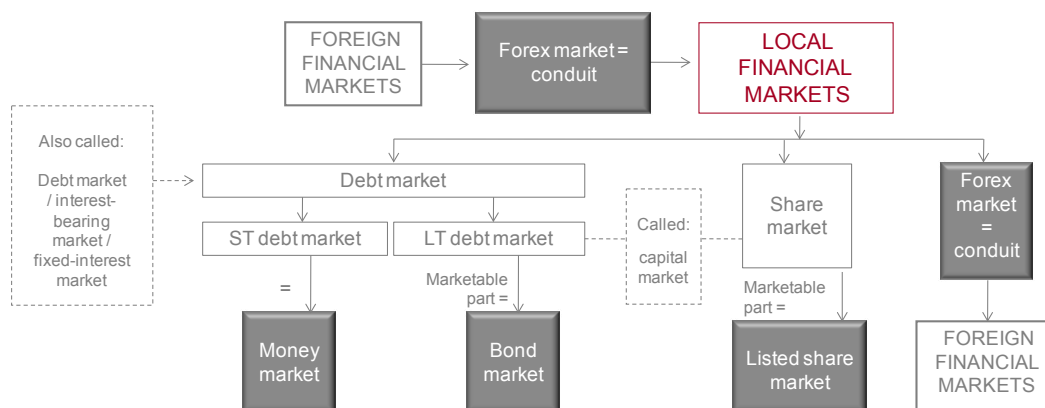 FOREIGN
FINANCIAL
MARKETS
Forex market =
conduit
LOCAL
FINANCIAL
MARKETS
Also called:
Debt market
/ interest-
bearing
market /
fixed-interest
market
Debt market
ST debt market
LT debt market
Called:
capital
market
Share
market
Forex
market
=
conduit
=
Marketable
part =
Marketable
part =
Money
market
Bond
market
Listed share
market
FOREIGN
FINANCIAL
MARKETS